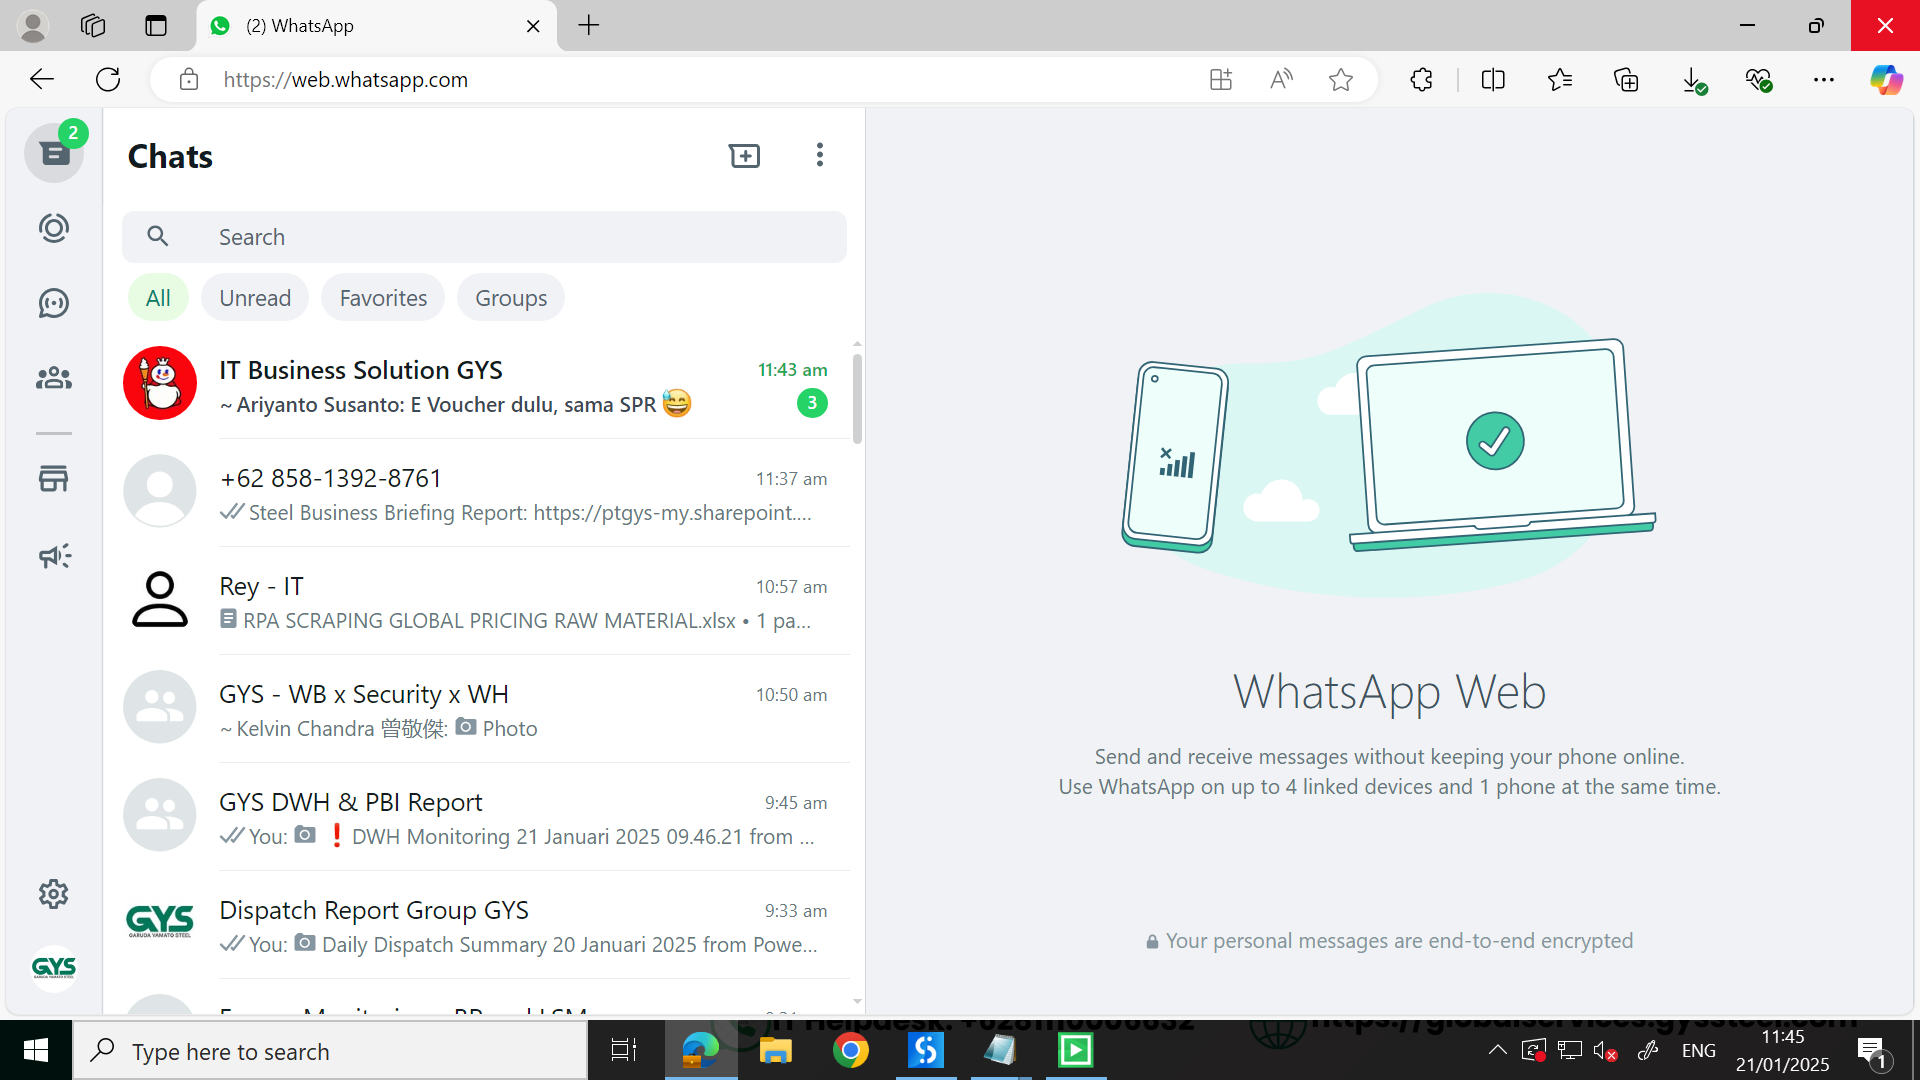 (2) WhatsApp
https://web.whatsapp.com
2
Chats
Search
All
Unread
Favorites
Groups
IT Business Solution GYS
11:43 am
~ Ariyanto Susanto: E Voucher dulu, sama SPR 😅
3
+62 858-1392-8761
11:37 am
Steel Business Briefing Report: https://ptgys-my.sharepoint....
Rey - IT
10:57 am
RPA SCRAPING GLOBAL PRICING RAW MATERIAL.xlsx • 1 pa...
GYS - WB x Security x WH
10:50 am
~ Kelvin Chandra 曾敬傑: Photo
GYS DWH & PBI Report
9:45 am
You: ❗ DWH Monitoring 21 Januari 2025 09.46.21 from ...
GYS
GARUDA YAMATO STEEL
Dispatch Report Group GYS
9:33 am
You: Daily Dispatch Summary 20 Januari 2025 from Powe...
GYS
WhatsApp Web
Send and receive messages without keeping your phone online.
Use WhatsApp on up to 4 linked devices and 1 phone at the same time.
Your personal messages are end-to-end encrypted
Type here to search
ENG
11:45
21/01/2025
1